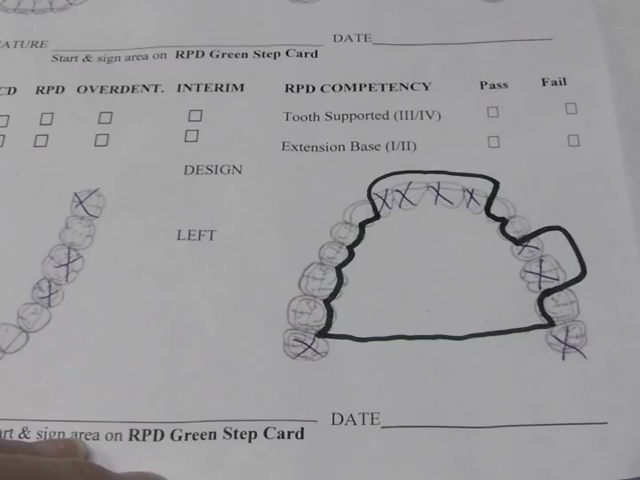 ATURE DATE
Start & sign area on RPD Green Step Card
CD RPD OVERDENT. INTERIM RPD COMPETENCY Pass Fail
Tooth Supported (III/IV)
Extension Base (I/II)
DESIGN
LEFT
DATE
art & sign area on RPD Green Step Card